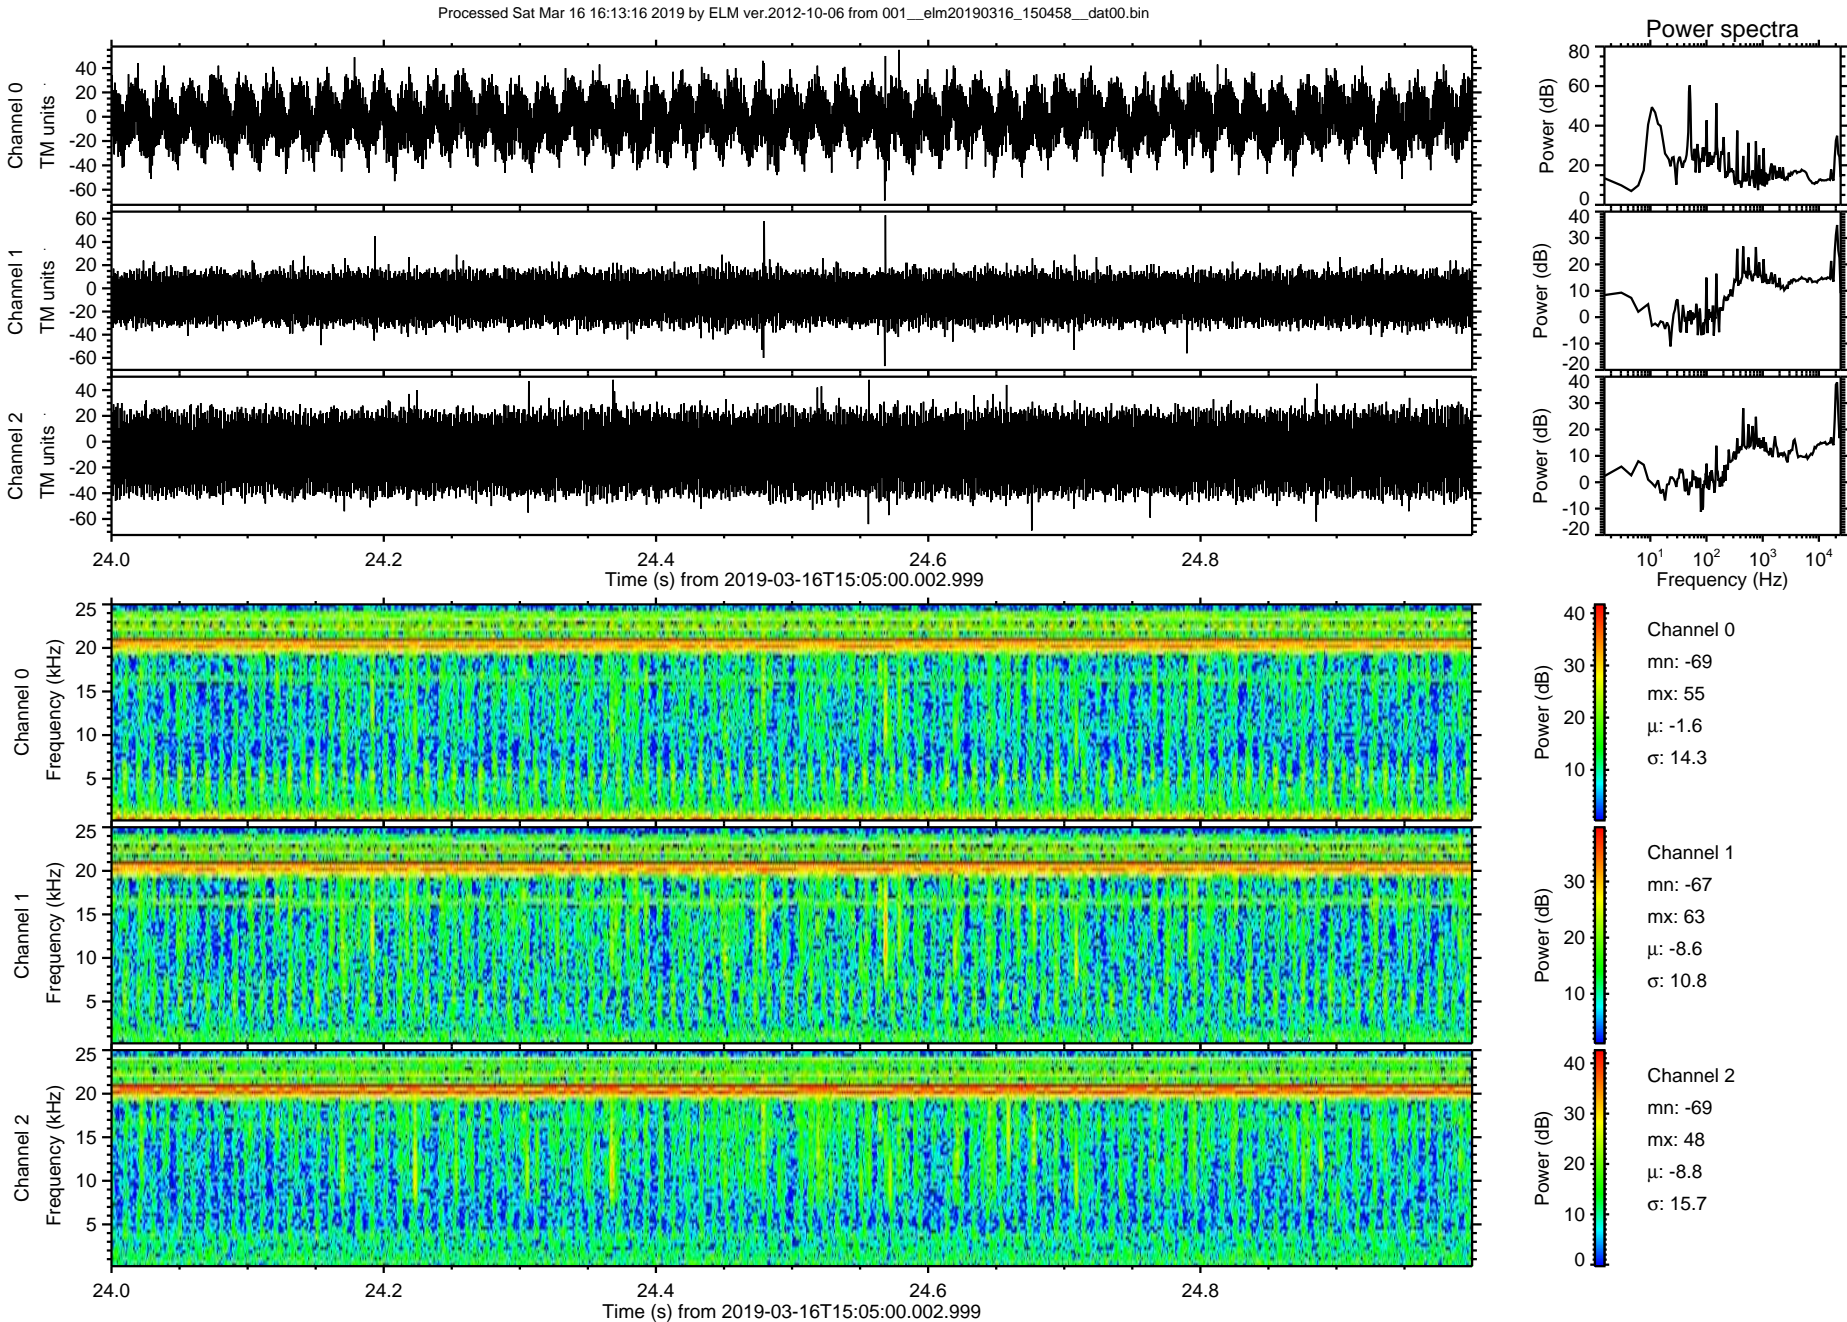 Processed Sat Mar 16 16:13:16 2019 by ELM ver.2012-10-06 from 001__elm20190316_150458__dat00.bin
Power spectra
Channel 0
TM units
40
20
0
-20
-40
-60
Power (dB)
80
60
40
20
0
Channel 1
TM units
60
40
20
0
-20
-40
-60
Power (dB)
40
30
20
10
0
-10
-20
Channel 2
TM units
40
20
0
-20
-40
-60
Power (dB)
40
30
20
10
0
-10
-20
24.0 24.2 24.4 24.6 24.8
Time (s) from 2019-03-16T15:05:00.002.999
10^1 10^2 10^3 10^4
Frequency (Hz)
Channel 0
Frequency (kHz)
25
20
15
10
5
Power (dB)
40
30
20
10
Channel 0
mn: -69
mx: 55
μ: -1.6
σ: 14.3
Channel 1
Frequency (kHz)
25
20
15
10
5
Power (dB)
30
20
10
Channel 1
mn: -67
mx: 63
μ: -8.6
σ: 10.8
Channel 2
Frequency (kHz)
25
20
15
10
5
Power (dB)
40
30
20
10
0
Channel 2
mn: -69
mx: 48
μ: -8.8
σ: 15.7
24.0 24.2 24.4 24.6 24.8
Time (s) from 2019-03-16T15:05:00.002.999